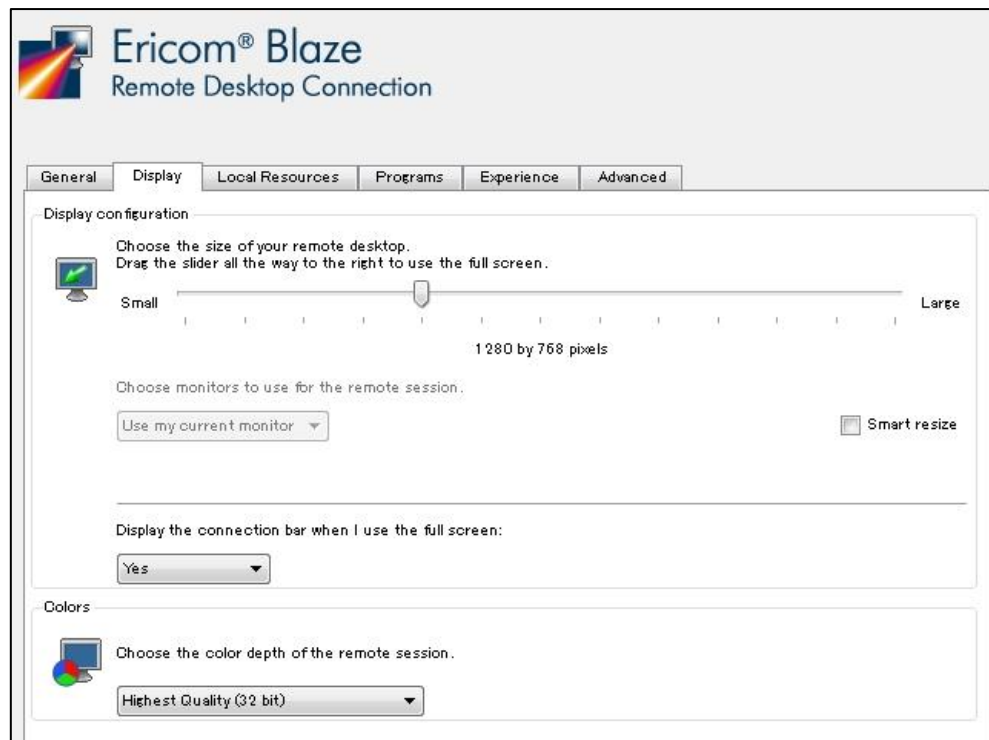 Ericom® Blaze
Remote Desktop Connection
General Display Local Resources Programs Experience Advanced
Display configuration
Choose the size of your remote desktop.
Drag the slider all the way to the right to use the full screen.
Small Large
1280 by 768 pixels
Choose monitors to use for the remote session.
Use my current monitor Smart resize
Display the connection bar when I use the full screen:
Yes
Colors
Choose the color depth of the remote session.
Highest Quality (32 bit)